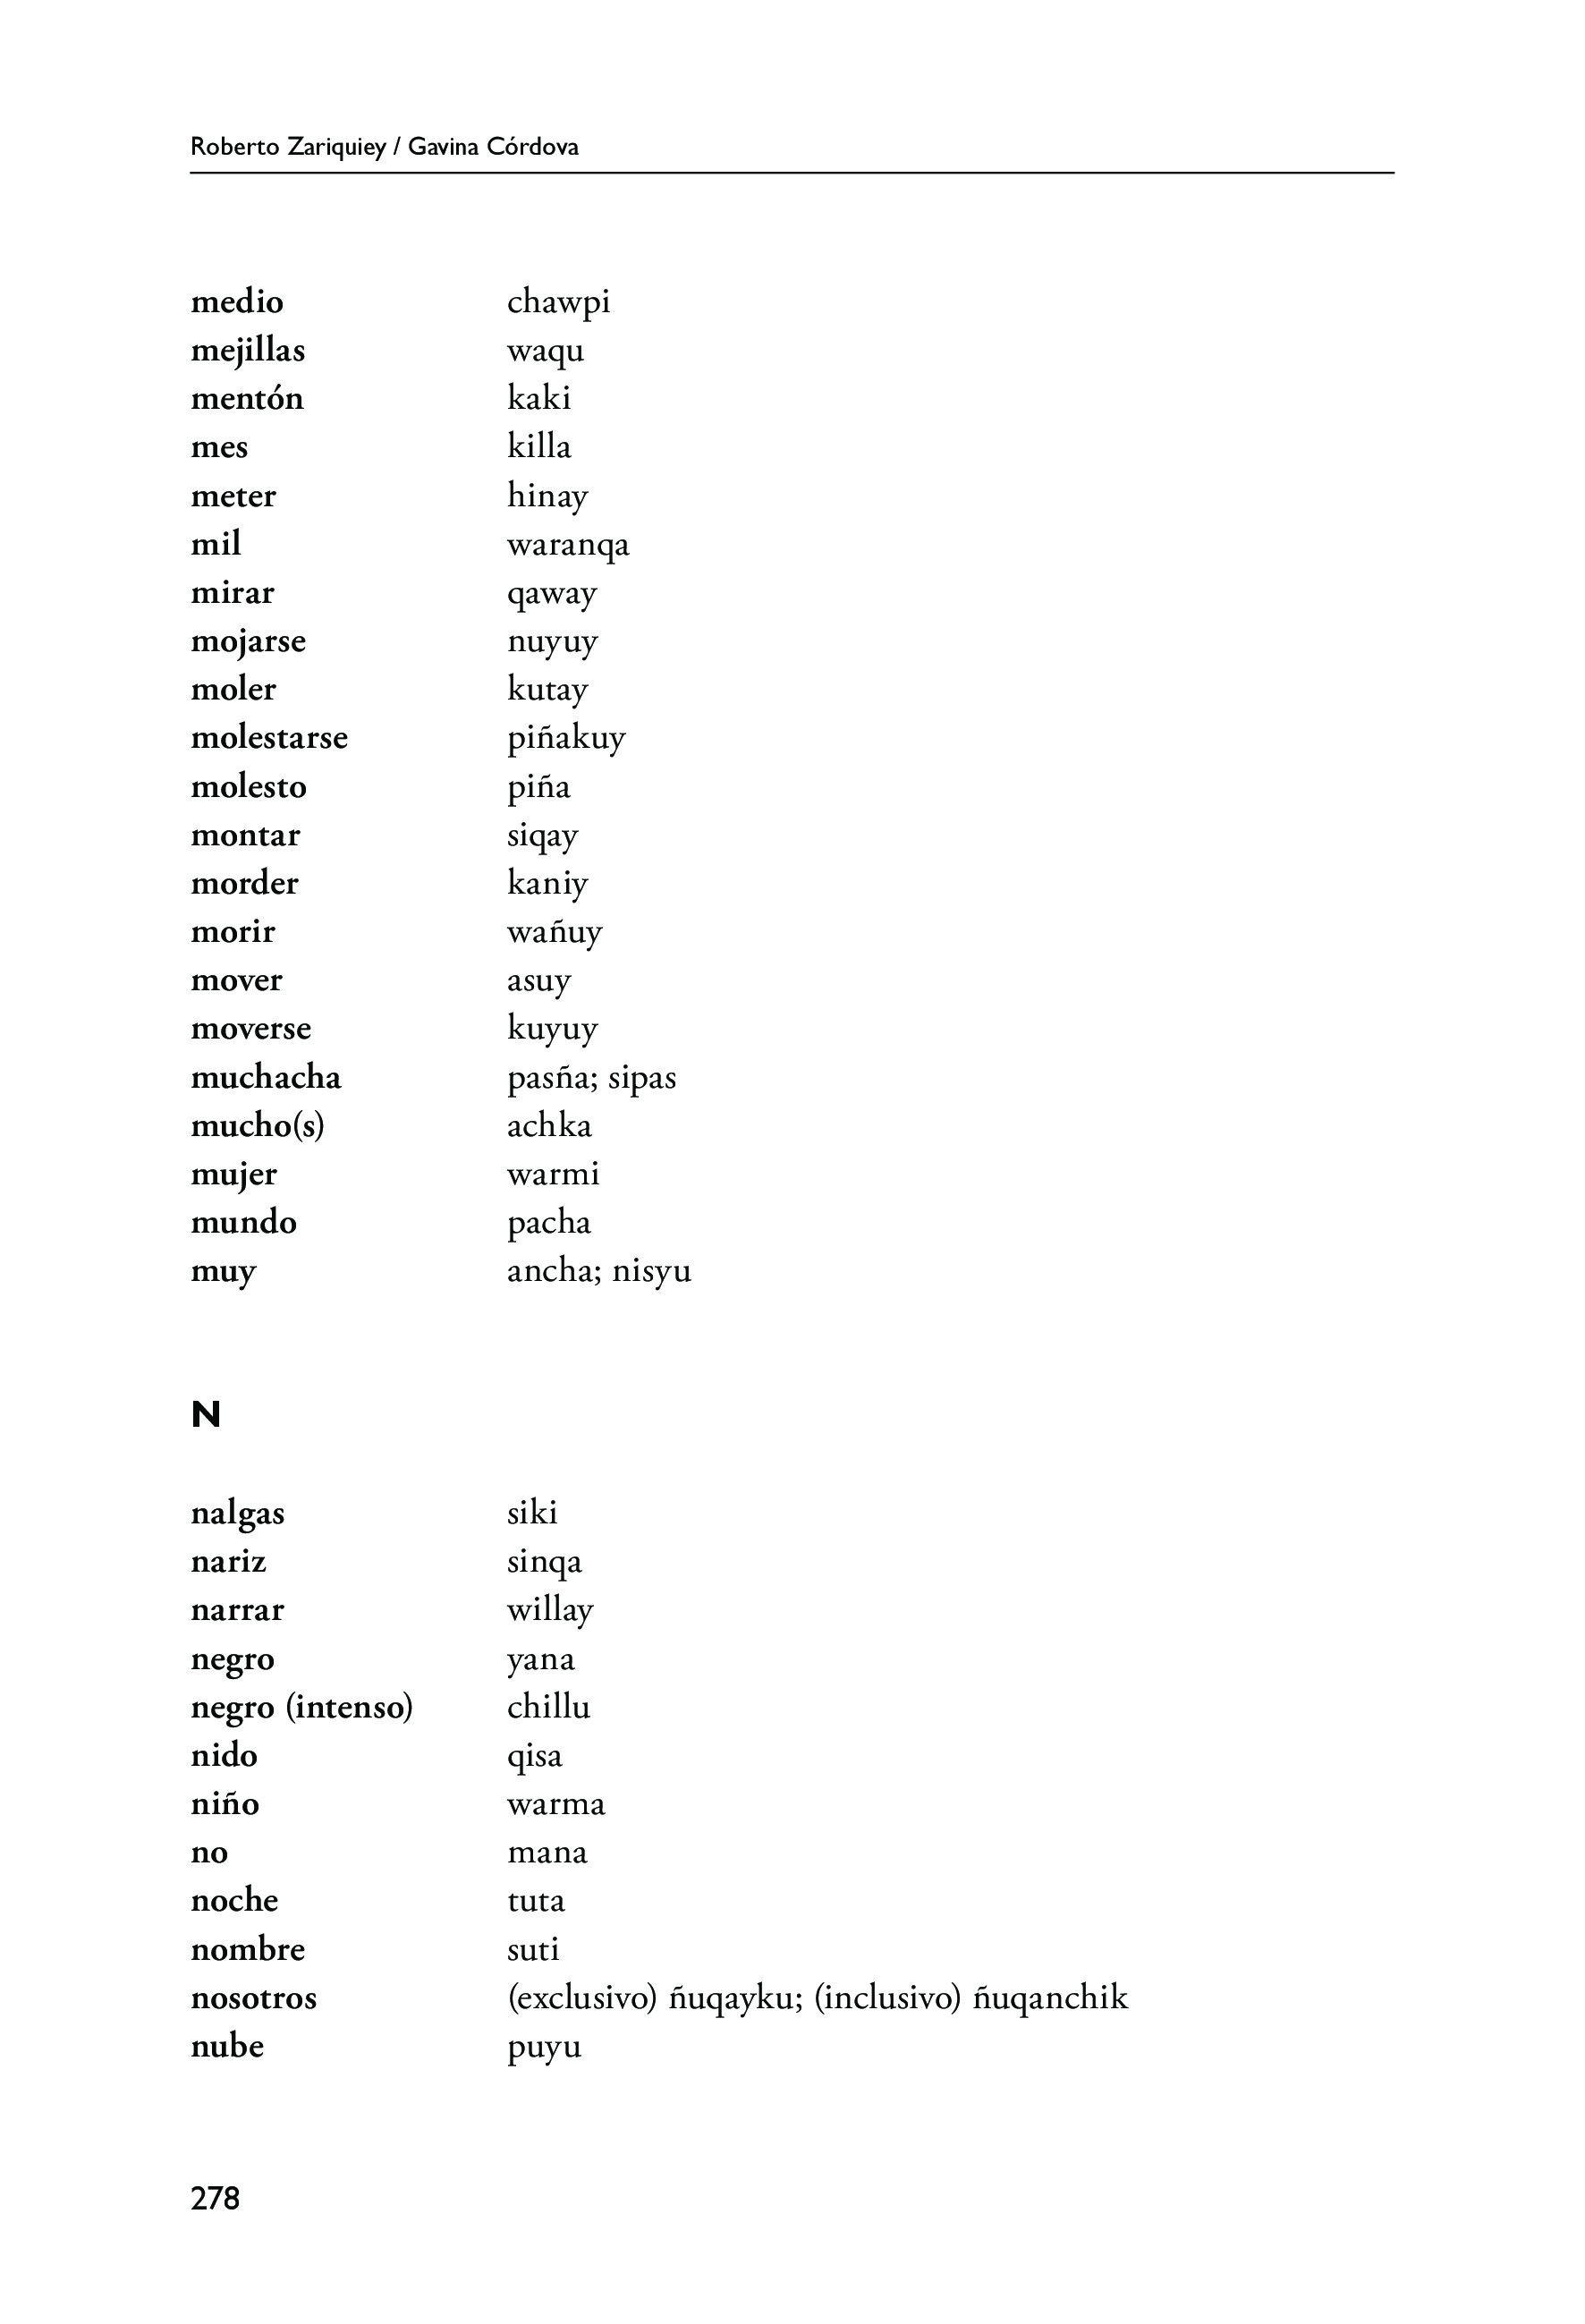 Roberto Zariquiey / Gavina Córdova
medio chawpi
mejillas waqu
mentón kaki
mes killa
meter hinay
mil waranqa
mirar qaway
mojarse nuyuy
moler kutay
molestarse piñakuy
molesto piña
montar siqay
morder kaniy
morir wañuy
mover asuy
moverse kuyuy
muchacha pasña; sipas
mucho(s) achka
mujer warmi
mundo pacha
muy ancha; nisyu
N
nalgas siki
nariz sinqa
narrar willay
negro yana
negro (intenso) chillu
nido qisa
niño warma
no mana
noche tuta
nombre suti
nosotros (exclusivo) ñuqayku; (inclusivo) ñuqanchik
nube puyu
278